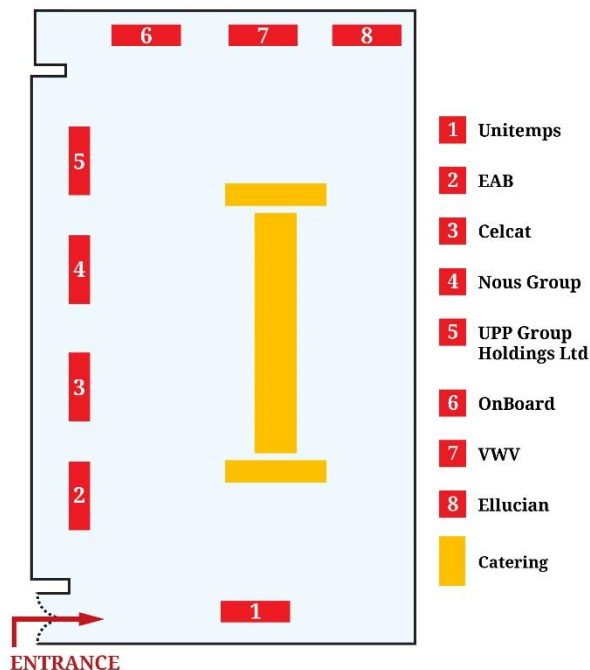 6
7
8
5
4
3
2
1
ENTRANCE
1 Unitemps
2 EAB
3 Celcat
4 Nous Group
5 UPP Group
Holdings Ltd
6 OnBoard
7 VWV
8 Ellucian
Catering